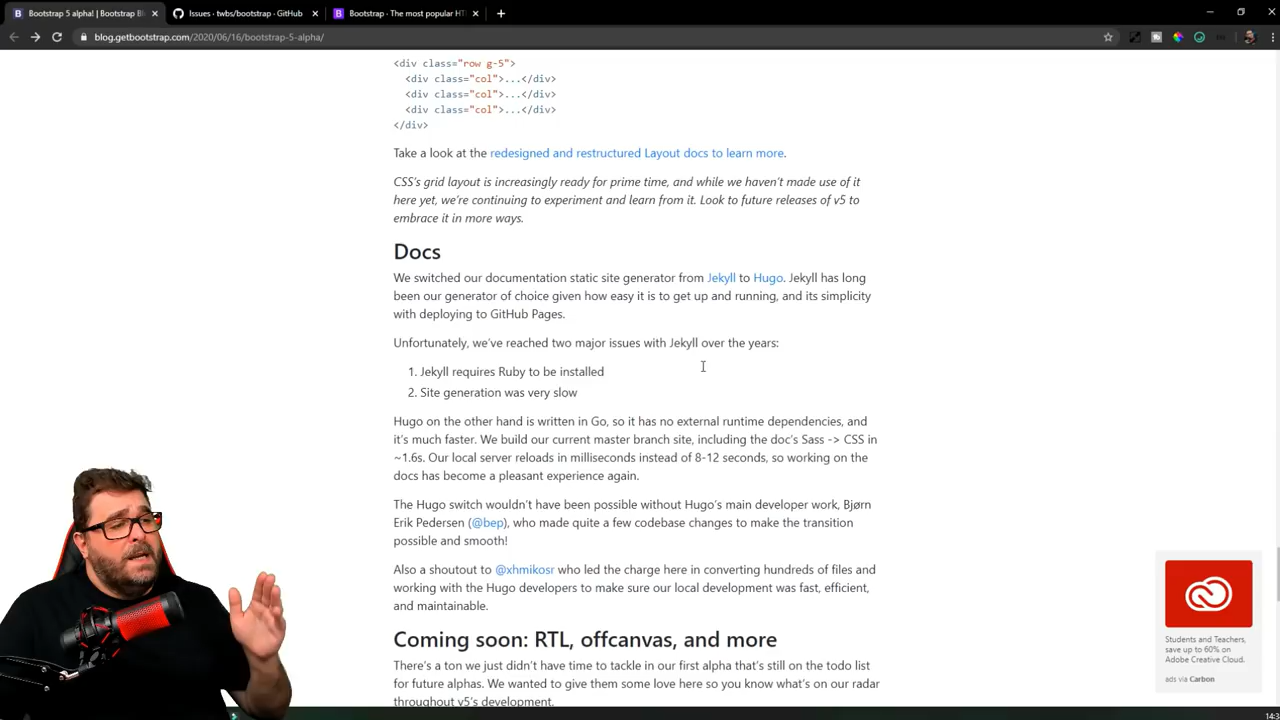 Bootstrap 5 alpha! | Bootstrap Bl
Issues · twbs/bootstrap · GitHub
Bootstrap · The most popular HT
blog.getbootstrap.com/2020/06/16/bootstrap-5-alpha/
<div class="row g-5">
<div class="col">...</div>
<div class="col">...</div>
<div class="col">...</div>
</div>
Take a look at the redesigned and restructured Layout docs to learn more.
CSS’s grid layout is increasingly ready for prime time, and while we haven’t made use of it
here yet, we’re continuing to experiment and learn from it. Look to future releases of v5 to
embrace it in more ways.
Docs
We switched our documentation static site generator from Jekyll to Hugo. Jekyll has long
been our generator of choice given how easy it is to get up and running, and its simplicity
with deploying to GitHub Pages.
Unfortunately, we’ve reached two major issues with Jekyll over the years:
1. Jekyll requires Ruby to be installed
2. Site generation was very slow
Hugo on the other hand is written in Go, so it has no external runtime dependencies, and
it’s much faster. We build our current master branch site, including the doc’s Sass -> CSS in
~1.6s. Our local server reloads in milliseconds instead of 8-12 seconds, so working on the
docs has become a pleasant experience again.
The Hugo switch wouldn’t have been possible without Hugo’s main developer work, Bjørn
Erik Pedersen (@bep), who made quite a few codebase changes to make the transition
possible and smooth!
Also a shoutout to @xhmikosr who led the charge here in converting hundreds of files and
working with the Hugo developers to make sure our local development was fast, efficient,
and maintainable.
Coming soon: RTL, offcanvas, and more
There’s a ton we just didn’t have time to tackle in our first alpha that’s still on the todo list
for future alphas. We wanted to give them some love here so you know what’s on our radar
throughout v5’s development.
Students and Teachers,
save up to 60% on
Adobe Creative Cloud.
ads via Carbon